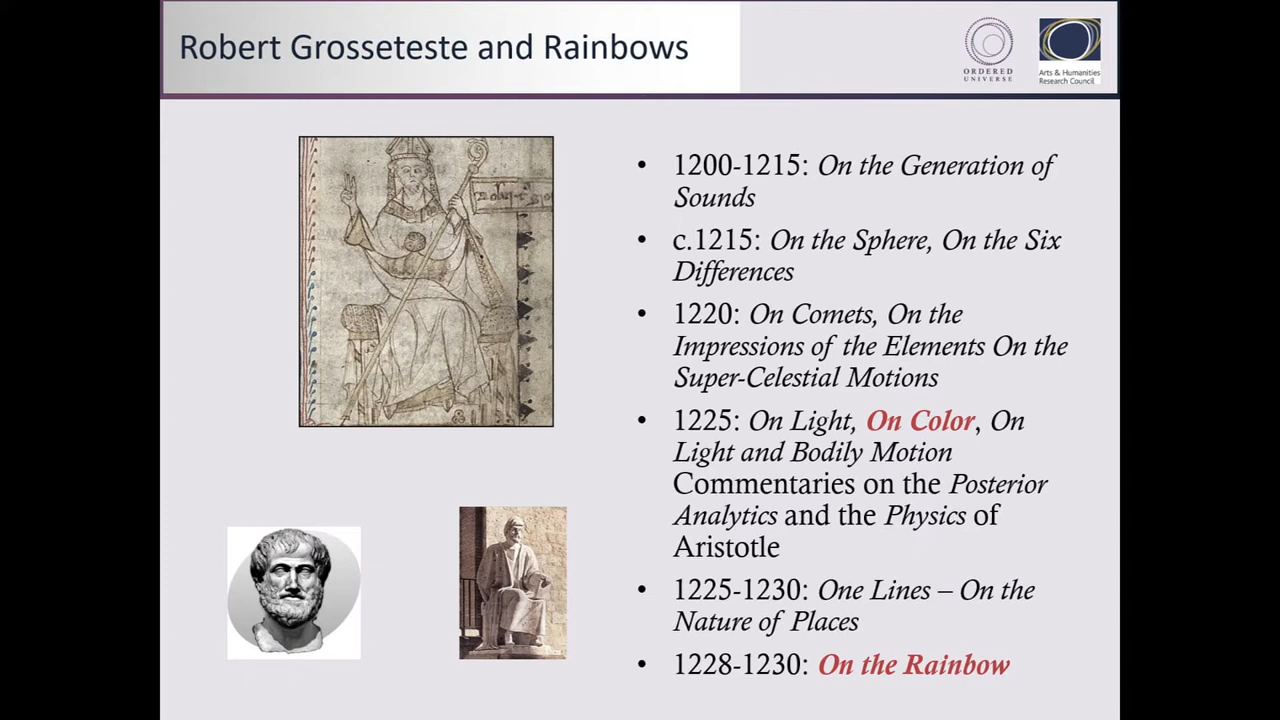 Robert Grosseteste and Rainbows
ORDERED
UNIVERSE
Arts & Humanities
Research Council
• 1200-1215: On the Generation of
Sounds
• c.1215: On the Sphere, On the Six
Differences
• 1220: On Comets, On the
Impressions of the Elements On the
Super-Celestial Motions
• 1225: On Light, On Color, On
Light and Bodily Motion
Commentaries on the Posterior
Analytics and the Physics of
Aristotle
• 1225-1230: One Lines – On the
Nature of Places
• 1228-1230: On the Rainbow